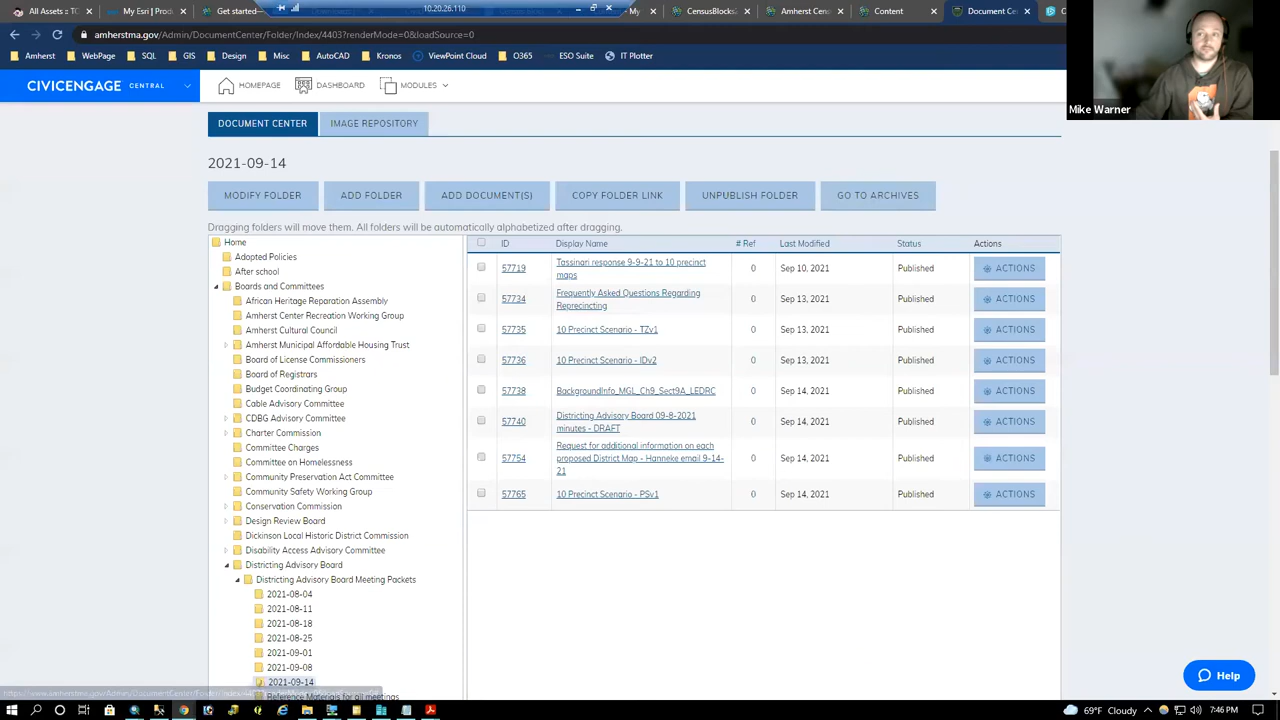 All Assets :: TO
My Esri | Produ
Get started
10.20.26.110
My
CensusBlocks
Amherst Cent
Content
Document Cen
amherstma.gov/Admin/DocumentCenter/Folder/Index/4403?renderMode=0&loadSource=0
Amherst WebPage SQL GIS Design Misc AutoCAD Kronos ViewPoint Cloud O365 ESO Suite IT Plotter
Mike Warner
CIVICENGAGE CENTRAL HOMEPAGE DASHBOARD MODULES
DOCUMENT CENTER IMAGE REPOSITORY
2021-09-14
MODIFY FOLDER ADD FOLDER ADD DOCUMENT(S) COPY FOLDER LINK UNPUBLISH FOLDER GO TO ARCHIVES
Dragging folders will move them. All folders will be automatically alphabetized after dragging.
Home
Adopted Policies
After school
Boards and Committees
African Heritage Reparation Assembly
Amherst Center Recreation Working Group
Amherst Cultural Council
Amherst Municipal Affordable Housing Trust
Board of License Commissioners
Board of Registrars
Budget Coordinating Group
Cable Advisory Committee
CDBG Advisory Committee
Charter Commission
Committee Charges
Committee on Homelessness
Community Preservation Act Committee
Community Safety Working Group
Conservation Commission
Design Review Board
Dickinson Local Historic District Commission
Disability Access Advisory Committee
Districting Advisory Board
Districting Advisory Board Meeting Packets
2021-08-04
2021-08-11
2021-08-18
2021-08-25
2021-09-01
2021-09-08
2021-09-14
Reference Materials for all meetings
ID Display Name # Ref Last Modified Status Actions
57719 Tassinari response 9-9-21 to 10 precinct maps 0 Sep 10, 2021 Published ACTIONS
57734 Frequently Asked Questions Regarding Reprecincting 0 Sep 13, 2021 Published ACTIONS
57735 10 Precinct Scenario - TZv1 0 Sep 13, 2021 Published ACTIONS
57736 10 Precinct Scenario - IDv2 0 Sep 13, 2021 Published ACTIONS
57738 BackgroundInfo_MGL_Ch9_Sect9A_LEDRC 0 Sep 14, 2021 Published ACTIONS
57740 Districting Advisory Board 09-8-2021 minutes - DRAFT 0 Sep 14, 2021 Published ACTIONS
57754 Request for additional information on each proposed District Map - Hanneke email 9-14-21 0 Sep 14, 2021 Published ACTIONS
57765 10 Precinct Scenario - PSv1 0 Sep 14, 2021 Published ACTIONS
Help
69°F Cloudy 7:46 PM